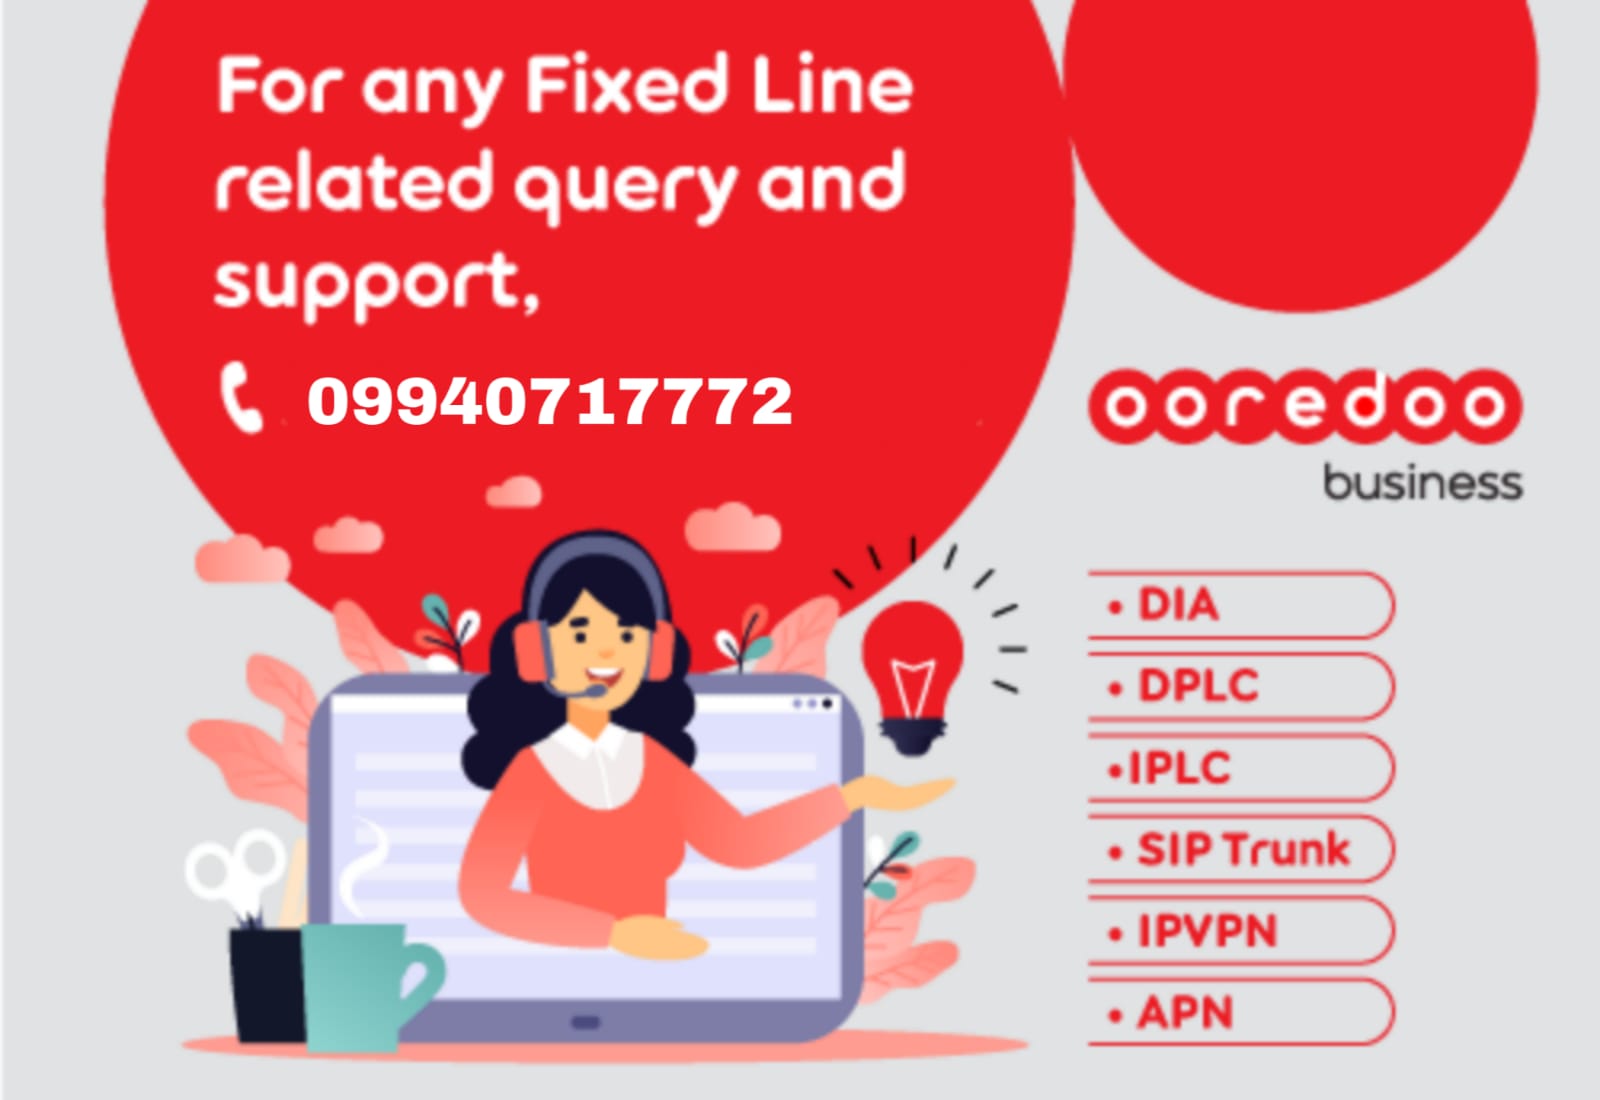 For any Fixed Line
related query and
support,
09940717772
ooredoo
business
• DIA
• DPLC
•IPLC
• SIP Trunk
• IPVPN
• APN